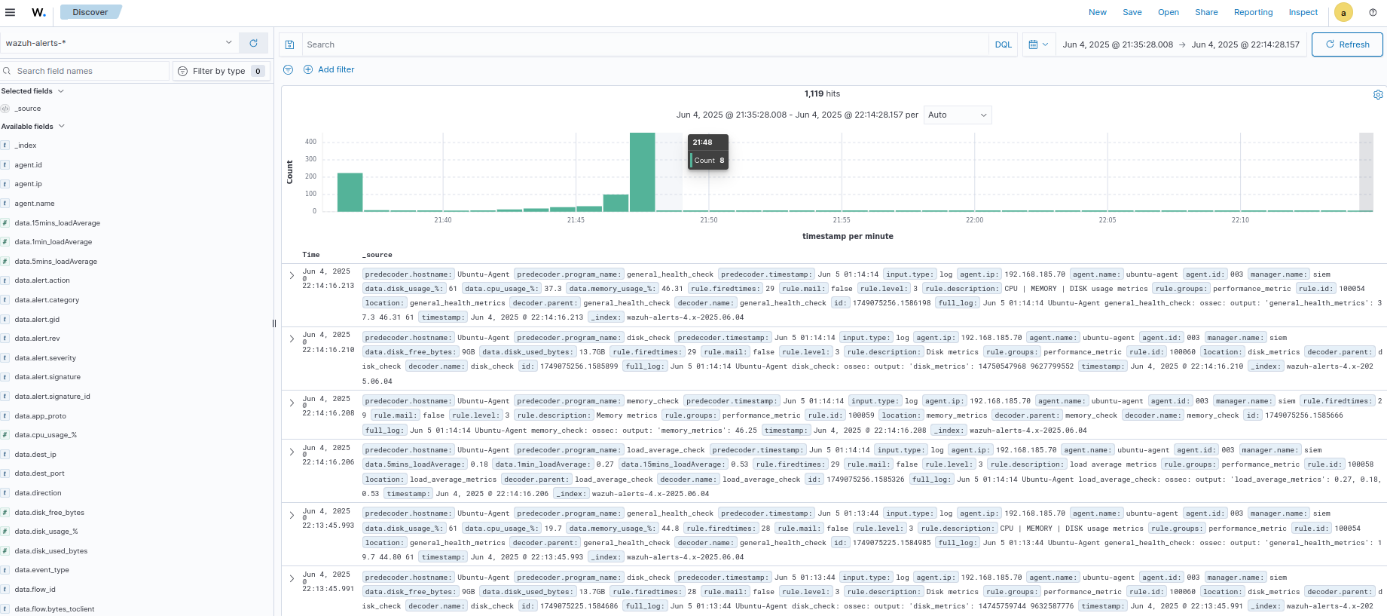 W. Discover New Save Open Share Reporting Inspect a
wazuh-alerts-*
Search DQL Jun 4, 2025 @ 21:35:28.008 → Jun 4, 2025 @ 22:14:28.157 Refresh
Search field names Filter by type 0
Add filter
Selected fields
_source
Available fields
_index
agent.id
agent.ip
agent.name
data.15mins_loadAverage
data.1min_loadAverage
data.5mins_loadAverage
data.alert.action
data.alert.category
data.alert.gid
data.alert.rev
data.alert.severity
data.alert.signature
data.alert.signature_id
data.app_proto
data.cpu_usage_%
data.dest_ip
data.dest_port
data.direction
data.disk_free_bytes
data.disk_usage_%
data.disk_used_bytes
data.event_type
data.flow_id
data.flow.bytes_toclient
1,119 hits
Jun 4, 2025 @ 21:35:28.008 - Jun 4, 2025 @ 22:14:28.157 per Auto
Count
400
300
200
100
0
21:48
Count 8
21:40 21:45 21:50 21:55 22:00 22:05 22:10
timestamp per minute
Time _source
Jun 4, 2025
@
22:14:16.213
predecoder.hostname: Ubuntu-Agent predecoder.program_name: general_health_check predecoder.timestamp: Jun 5 01:14:14 input.type: log agent.ip: 192.168.185.70 agent.name: ubuntu-agent agent.id: 003 manager.name: siem
data.disk_usage_%: 61 data.cpu_usage_%: 37.3 data.memory_usage_%: 46.31 rule.firedtimes: 29 rule.mail: false rule.level: 3 rule.description: CPU | MEMORY | DISK usage metrics rule.groups: performance_metric rule.id: 100054
location: general_health_metrics decoder.parent: general_health_check decoder.name: general_health_check id: 1749075256.1586198 full_log: Jun 5 01:14:14 Ubuntu-Agent general_health_check: ossec: output: 'general_health_metrics': 3
7.3 46.31 61 timestamp: Jun 4, 2025 @ 22:14:16.213 _index: wazuh-alerts-4.x-2025.06.04
Jun 4, 2025
@
22:14:16.210
predecoder.hostname: Ubuntu-Agent predecoder.program_name: disk_check predecoder.timestamp: Jun 5 01:14:14 input.type: log agent.ip: 192.168.185.70 agent.name: ubuntu-agent agent.id: 003 manager.name: siem
data.disk_free_bytes: 9GB data.disk_used_bytes: 13.7GB rule.firedtimes: 29 rule.mail: false rule.level: 3 rule.description: Disk metrics rule.groups: performance_metric rule.id: 100060 location: disk_metrics decoder.parent: d
isk_check decoder.name: disk_check id: 1749075256.1585899 full_log: Jun 5 01:14:14 Ubuntu-Agent disk_check: ossec: output: 'disk_metrics': 14750547968 9627799552 timestamp: Jun 4, 2025 @ 22:14:16.210 _index: wazuh-alerts-4.x-202
5.06.04
Jun 4, 2025
@
22:14:16.208
predecoder.hostname: Ubuntu-Agent predecoder.program_name: memory_check predecoder.timestamp: Jun 5 01:14:14 input.type: log agent.ip: 192.168.185.70 agent.name: ubuntu-agent agent.id: 003 manager.name: siem rule.firedtimes: 2
9 rule.mail: false rule.level: 3 rule.description: Memory metrics rule.groups: performance_metric rule.id: 100059 location: memory_metrics decoder.parent: memory_check decoder.name: memory_check id: 1749075256.1585666
full_log: Jun 5 01:14:14 Ubuntu-Agent memory_check: ossec: output: 'memory_metrics': 46.25 timestamp: Jun 4, 2025 @ 22:14:16.208 _index: wazuh-alerts-4.x-2025.06.04
Jun 4, 2025
@
22:14:16.206
predecoder.hostname: Ubuntu-Agent predecoder.program_name: load_average_check predecoder.timestamp: Jun 5 01:14:14 input.type: log agent.ip: 192.168.185.70 agent.name: ubuntu-agent agent.id: 003 manager.name: siem
data.5mins_loadAverage: 0.18 data.1min_loadAverage: 0.27 data.15mins_loadAverage: 0.53 rule.firedtimes: 29 rule.mail: false rule.level: 3 rule.description: load average metrics rule.groups: performance_metric rule.id: 100058
location: load_average_metrics decoder.parent: load_average_check decoder.name: load_average_check id: 1749075256.1585326 full_log: Jun 5 01:14:14 Ubuntu-Agent load_average_check: ossec: output: 'load_average_metrics': 0.27, 0.18,
0.53 timestamp: Jun 4, 2025 @ 22:14:16.206 _index: wazuh-alerts-4.x-2025.06.04
Jun 4, 2025
@
22:13:45.993
predecoder.hostname: Ubuntu-Agent predecoder.program_name: general_health_check predecoder.timestamp: Jun 5 01:13:44 input.type: log agent.ip: 192.168.185.70 agent.name: ubuntu-agent agent.id: 003 manager.name: siem
data.disk_usage_%: 61 data.cpu_usage_%: 19.7 data.memory_usage_%: 44.8 rule.firedtimes: 28 rule.mail: false rule.level: 3 rule.description: CPU | MEMORY | DISK usage metrics rule.groups: performance_metric rule.id: 100054
location: general_health_metrics decoder.parent: general_health_check decoder.name: general_health_check id: 1749075225.1584985 full_log: Jun 5 01:13:44 Ubuntu-Agent general_health_check: ossec: output: 'general_health_metrics': 1
9.7 44.80 61 timestamp: Jun 4, 2025 @ 22:13:45.993 _index: wazuh-alerts-4.x-2025.06.04
Jun 4, 2025
@
22:13:45.991
predecoder.hostname: Ubuntu-Agent predecoder.program_name: disk_check predecoder.timestamp: Jun 5 01:13:44 input.type: log agent.ip: 192.168.185.70 agent.name: ubuntu-agent agent.id: 003 manager.name: siem
data.disk_free_bytes: 9GB data.disk_used_bytes: 13.7GB rule.firedtimes: 28 rule.mail: false rule.level: 3 rule.description: Disk metrics rule.groups: performance_metric rule.id: 100060 location: disk_metrics decoder.parent: d
isk_check decoder.name: disk_check id: 1749075225.1584686 full_log: Jun 5 01:13:44 Ubuntu-Agent disk_check: ossec: output: 'disk_metrics': 14745759744 9632587776 timestamp: Jun 4, 2025 @ 22:13:45.991 _index: wazuh-alerts-4.x-202